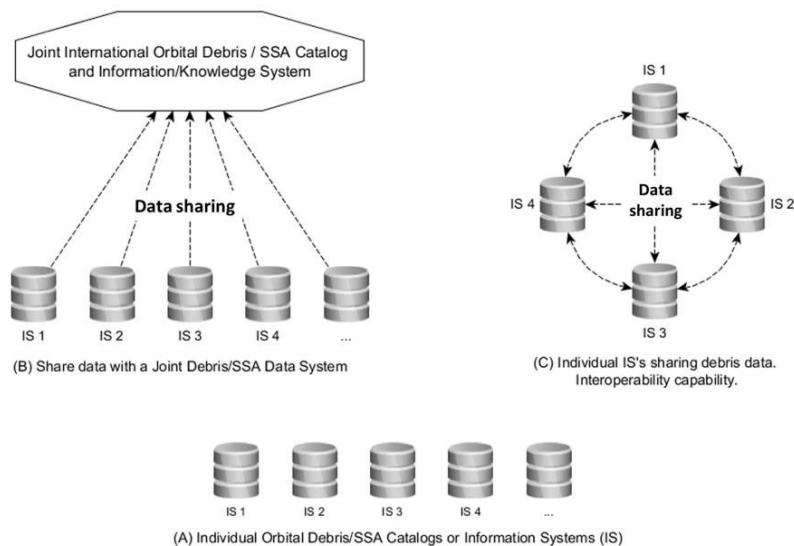 Joint International Orbital Debris / SSA Catalog
and Information/Knowledge System
Data sharing
IS 1
IS 2
IS 3
IS 4
...
(B) Share data with a Joint Debris/SSA Data System
IS 1
IS 4
Data
sharing
IS 2
IS 3
(C) Individual IS's sharing debris data.
Interoperability capability.
IS 1
IS 2
IS 3
IS 4
...
(A) Individual Orbital Debris/SSA Catalogs or Information Systems (IS)